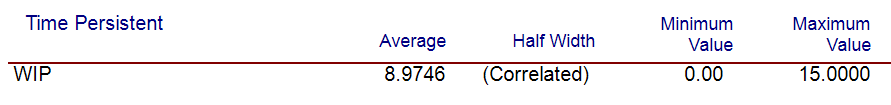 Time Persistent
Average Half Width Minimum Value Maximum Value
WIP 8.9746 (Correlated) 0.00 15.0000